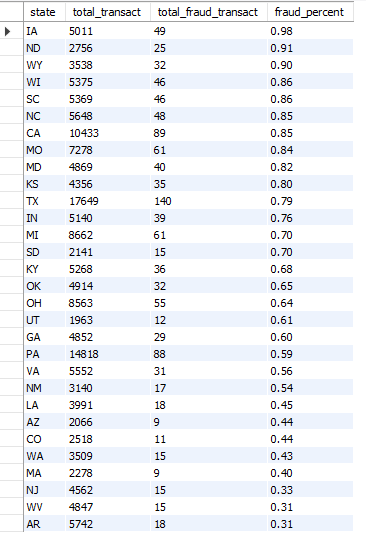 state total_transact total_fraud_transact fraud_percent
IA 5011 49 0.98
ND 2756 25 0.91
WY 3538 32 0.90
WI 5375 46 0.86
SC 5369 46 0.86
NC 5648 48 0.85
CA 10433 89 0.85
MO 7278 61 0.84
MD 4869 40 0.82
KS 4356 35 0.80
TX 17649 140 0.79
IN 5140 39 0.76
MI 8662 61 0.70
SD 2141 15 0.70
KY 5268 36 0.68
OK 4914 32 0.65
OH 8563 55 0.64
UT 1963 12 0.61
GA 4852 29 0.60
PA 14818 88 0.59
VA 5552 31 0.56
NM 3140 17 0.54
LA 3991 18 0.45
AZ 2066 9 0.44
CO 2518 11 0.44
WA 3509 15 0.43
MA 2278 9 0.40
NJ 4562 15 0.33
WV 4847 15 0.31
AR 5742 18 0.31